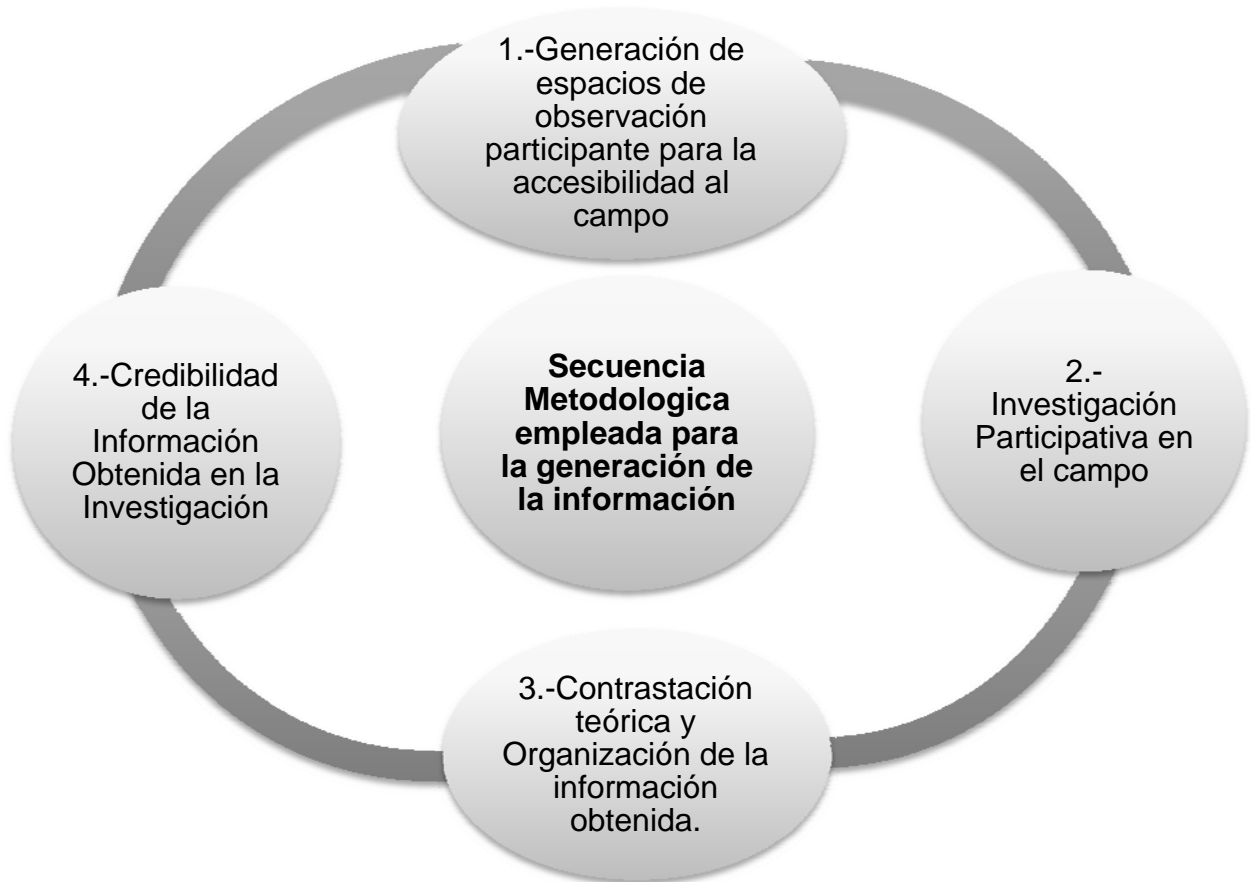 1.-Generación de
espacios de
observación
participante para la
accesibilidad al
campo
2.-
Investigación
Participativa en
el campo
3.-Contrastación
teórica y
Organización de la
información
obtenida.
4.-Credibilidad
de la
Información
Obtenida en la
Investigación
Secuencia
Metodologica
empleada para
la generación de
la información